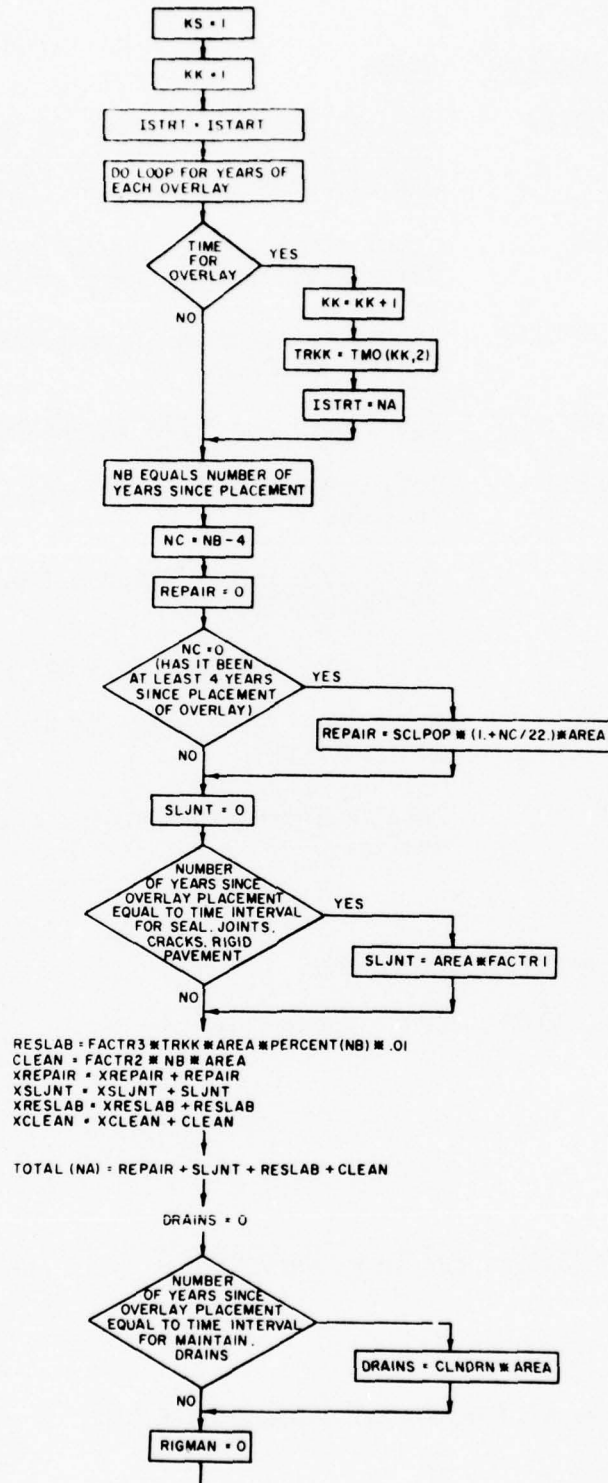 KS = 1
KK = 1
ISTRT = ISTART
DO LOOP FOR YEARS OF
EACH OVERLAY
TIME
FOR
OVERLAY
YES
KK = KK + 1
NO
TRKK = TMO (KK,2)
ISTRT = NA
NB EQUALS NUMBER OF
YEARS SINCE PLACEMENT
NC = NB - 4
REPAIR = 0
NC = 0
(HAS IT BEEN
AT LEAST 4 YEARS
SINCE PLACEMENT
OF OVERLAY)
YES
REPAIR = SCLPOP * (1.+NC/22.)*AREA
NO
SLJNT = 0
NUMBER
OF YEARS SINCE
OVERLAY PLACEMENT
EQUAL TO TIME INTERVAL
FOR SEAL. JOINTS.
CRACKS. RIGID
PAVEMENT
YES
SLJNT = AREA * FACTR 1
NO
RESLAB = FACTR3 * TRKK * AREA * PERCENT (NB) * .01
CLEAN = FACTR2 * NB * AREA
XREPAIR = XREPAIR + REPAIR
XSLJNT = XSLJNT + SLJNT
XRESLAB = XRESLAB + RESLAB
XCLEAN = XCLEAN + CLEAN
TOTAL (NA) = REPAIR + SLJNT + RESLAB + CLEAN
DRAINS = 0
NUMBER
OF YEARS SINCE
OVERLAY PLACEMENT
EQUAL TO TIME INTERVAL
FOR MAINTAIN.
DRAINS
DRAINS = CLNDRN * AREA
NO
RIGMAN = 0